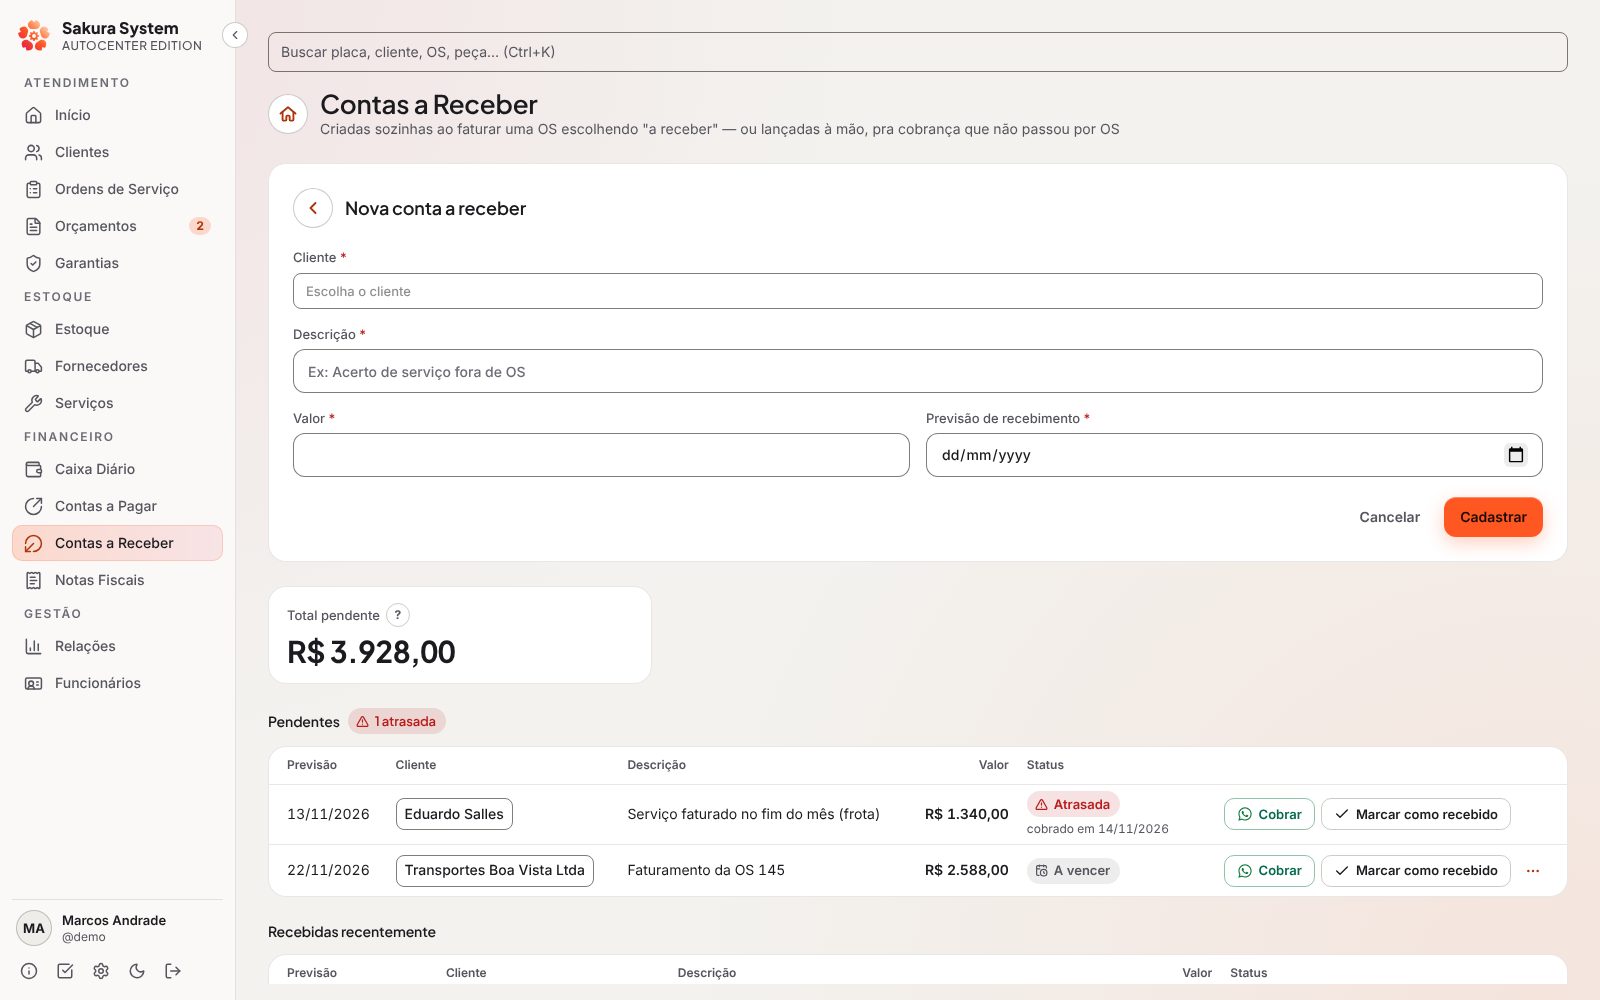 Sakura System
AUTOCENTER EDITION
ATENDIMENTO
Início
Clientes
Ordens de Serviço
Orçamentos 2
Garantias
ESTOQUE
Estoque
Fornecedores
Serviços
FINANCEIRO
Caixa Diário
Contas a Pagar
Contas a Receber
Notas Fiscais
GESTÃO
Relações
Funcionários
MA
Marcos Andrade
@demo
Buscar placa, cliente, OS, peça... (Ctrl+K)
Contas a Receber
Criadas sozinhas ao faturar uma OS escolhendo "a receber" — ou lançadas à mão, pra cobrança que não passou por OS
Nova conta a receber
Cliente *
Escolha o cliente
Descrição *
Ex: Acerto de serviço fora de OS
Valor * Previsão de recebimento *
dd/mm/yyyy
Cancelar Cadastrar
Total pendente ?
R$ 3.928,00
Pendentes 1 atrasada
Previsão Cliente Descrição Valor Status
13/11/2026 Eduardo Salles Serviço faturado no fim do mês (frota) R$ 1.340,00 Atrasada Cobrar Marcar como recebido
cobrado em 14/11/2026
22/11/2026 Transportes Boa Vista Ltda Faturamento da OS 145 R$ 2.588,00 A vencer Cobrar Marcar como recebido ...
Recebidas recentemente
Previsão Cliente Descrição Valor Status